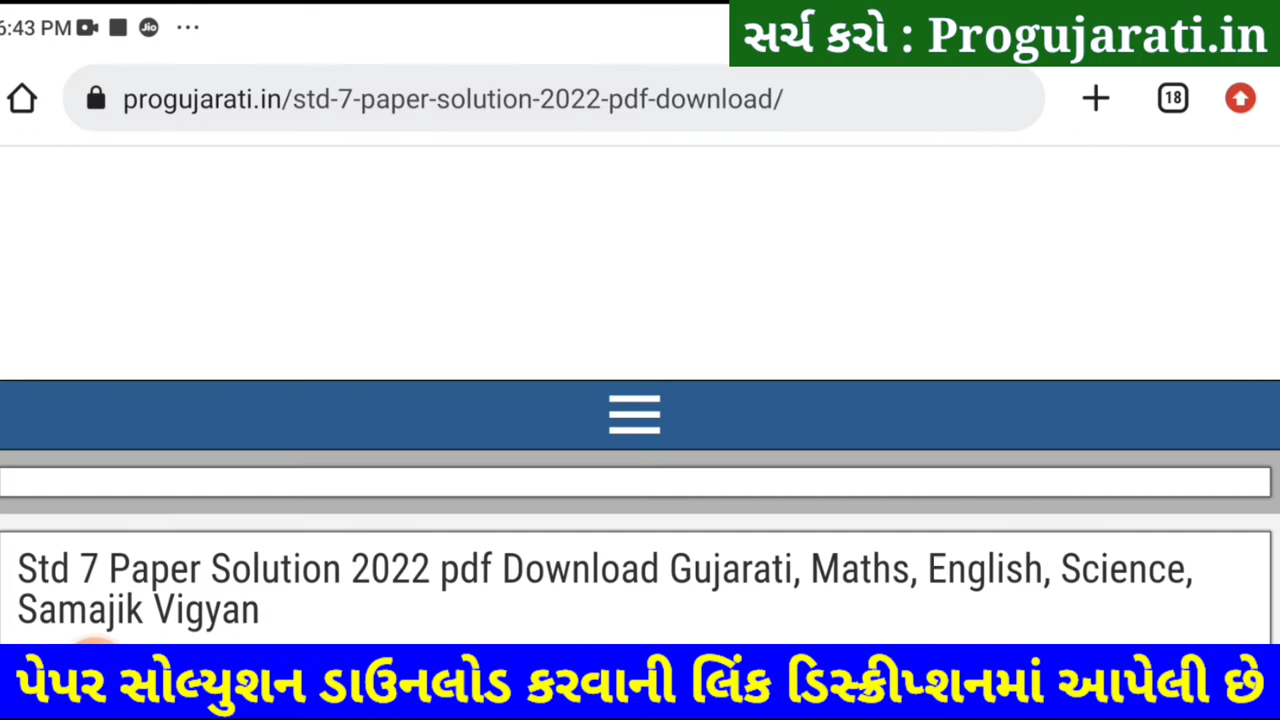 6:43 PM Jio ...
સર્ચ કરો : Progujarati.in
progujarati.in/std-7-paper-solution-2022-pdf-download/
18
Std 7 Paper Solution 2022 pdf Download Gujarati, Maths, English, Science,
Samajik Vigyan
પેપર સોલ્યુશન ડાઉનલોડ કરવાની લિંક ડિસ્ક્રીપ્શનમાં આપેલી છે